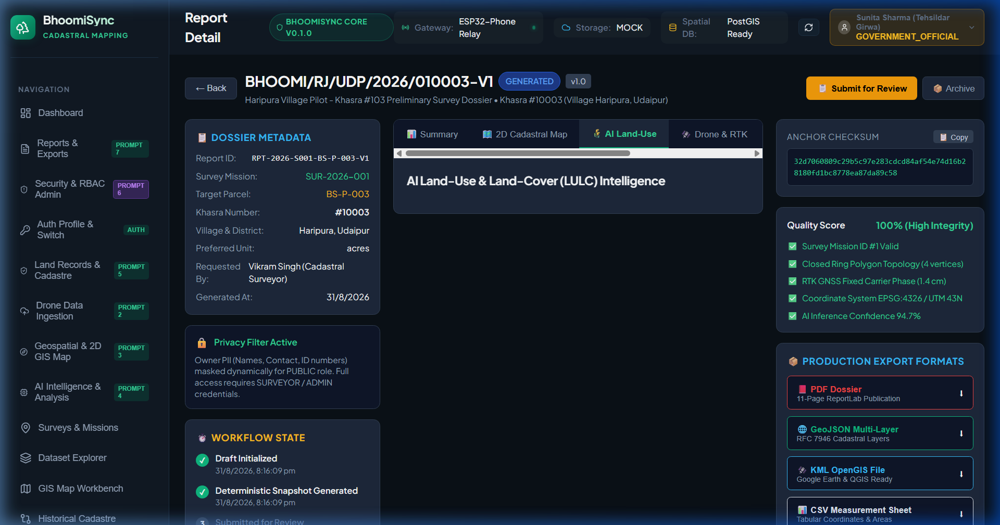 BhoomiSync
CADASTRAL MAPPING
NAVIGATION
Dashboard
Reports & Exports
PROMPT 7
Security & RBAC Admin
PROMPT 6
Auth Profile & Switch
AUTH
Land Records & Cadastre
PROMPT 5
Drone Data Ingestion
PROMPT 2
Geospatial & 2D GIS Map
PROMPT 3
AI Intelligence & Analysis
PROMPT 4
Surveys & Missions
Dataset Explorer
GIS Map Workbench
Historical Cadastre
Report Detail
BHOOMISYNC CORE V0.1.0
Gateway: ESP32-Phone Relay
Storage: MOCK
Spatial DB: PostGIS Ready
Sunita Sharma (Tehsildar Girwa)
GOVERNMENT_OFFICIAL
← Back
BHOOMI/RJ/UDP/2026/010003-V1
GENERATED
v1.0
Haripura Village Pilot - Khasra #103 Preliminary Survey Dossier • Khasra #10003 (Village Haripura, Udaipur)
Submit for Review
Archive
DOSSIER METADATA
Report ID: RPT-2026-S001-BS-P-003-V1
Survey Mission: SUR-2026-001
Target Parcel: BS-P-003
Khasra Number: #10003
Village & District: Haripura, Udaipur
Preferred Unit: acres
Requested By: Vikram Singh (Cadastral Surveyor)
Generated At: 31/8/2026
Privacy Filter Active
Owner PII (Names, Contact, ID numbers)
masked dynamically for PUBLIC role. Full
access requires SURVEYOR / ADMIN
credentials.
WORKFLOW STATE
Draft Initialized
31/8/2026, 8:16:09 pm
Deterministic Snapshot Generated
31/8/2026, 8:16:09 pm
3
Submitted for Review
Summary
2D Cadastral Map
AI Land-Use
Drone & RTK
AI Land-Use & Land-Cover (LULC) Intelligence
ANCHOR CHECKSUM
Copy
32d7060809c29b5c97e283cdcd84af54e74d16b2
8180fd1bc8778ea87da89c58
Quality Score
100% (High Integrity)
Survey Mission ID #1 Valid
Closed Ring Polygon Topology (4 vertices)
RTK GNSS Fixed Carrier Phase (1.4 cm)
Coordinate System EPSG:4326 / UTM 43N
AI Inference Confidence 94.7%
PRODUCTION EXPORT FORMATS
PDF Dossier
11-Page ReportLab Publication
GeoJSON Multi-Layer
RFC 7946 Cadastral Layers
KML OpenGIS File
Google Earth & QGIS Ready
CSV Measurement Sheet
Tabular Coordinates & Areas